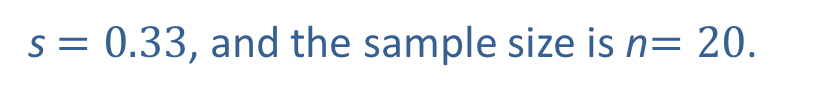 s = 0.33, and the sample size is n= 20.